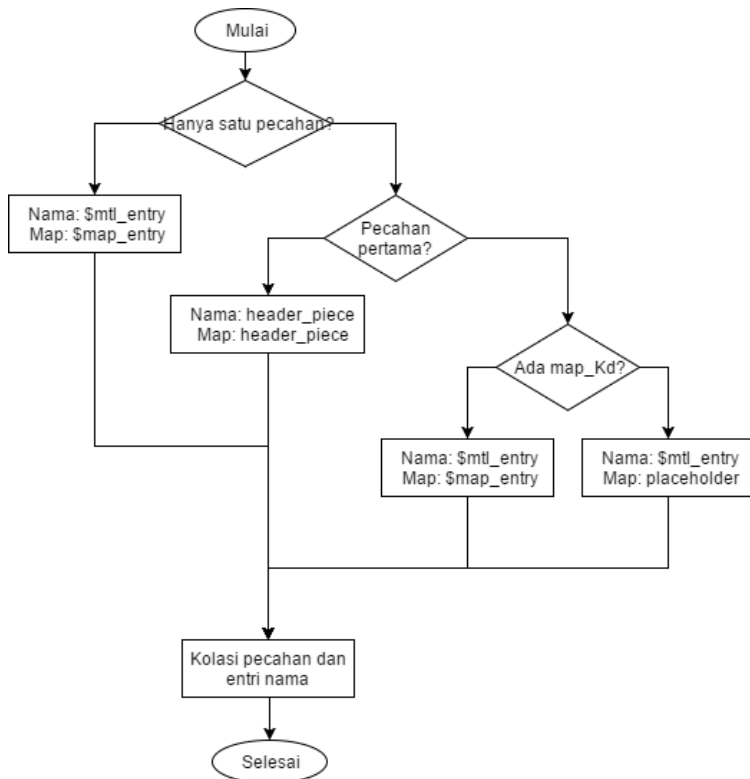 Mulai
Hanya satu pecahan?
Nama: $mtl_entry
Map: $map_entry
Pecahan
pertama?
Nama: header_piece
Map: header_piece
Ada map_Kd?
Nama: $mtl_entry
Map: $map_entry
Nama: $mtl_entry
Map: placeholder
Kolasi pecahan dan
entri nama
Selesai